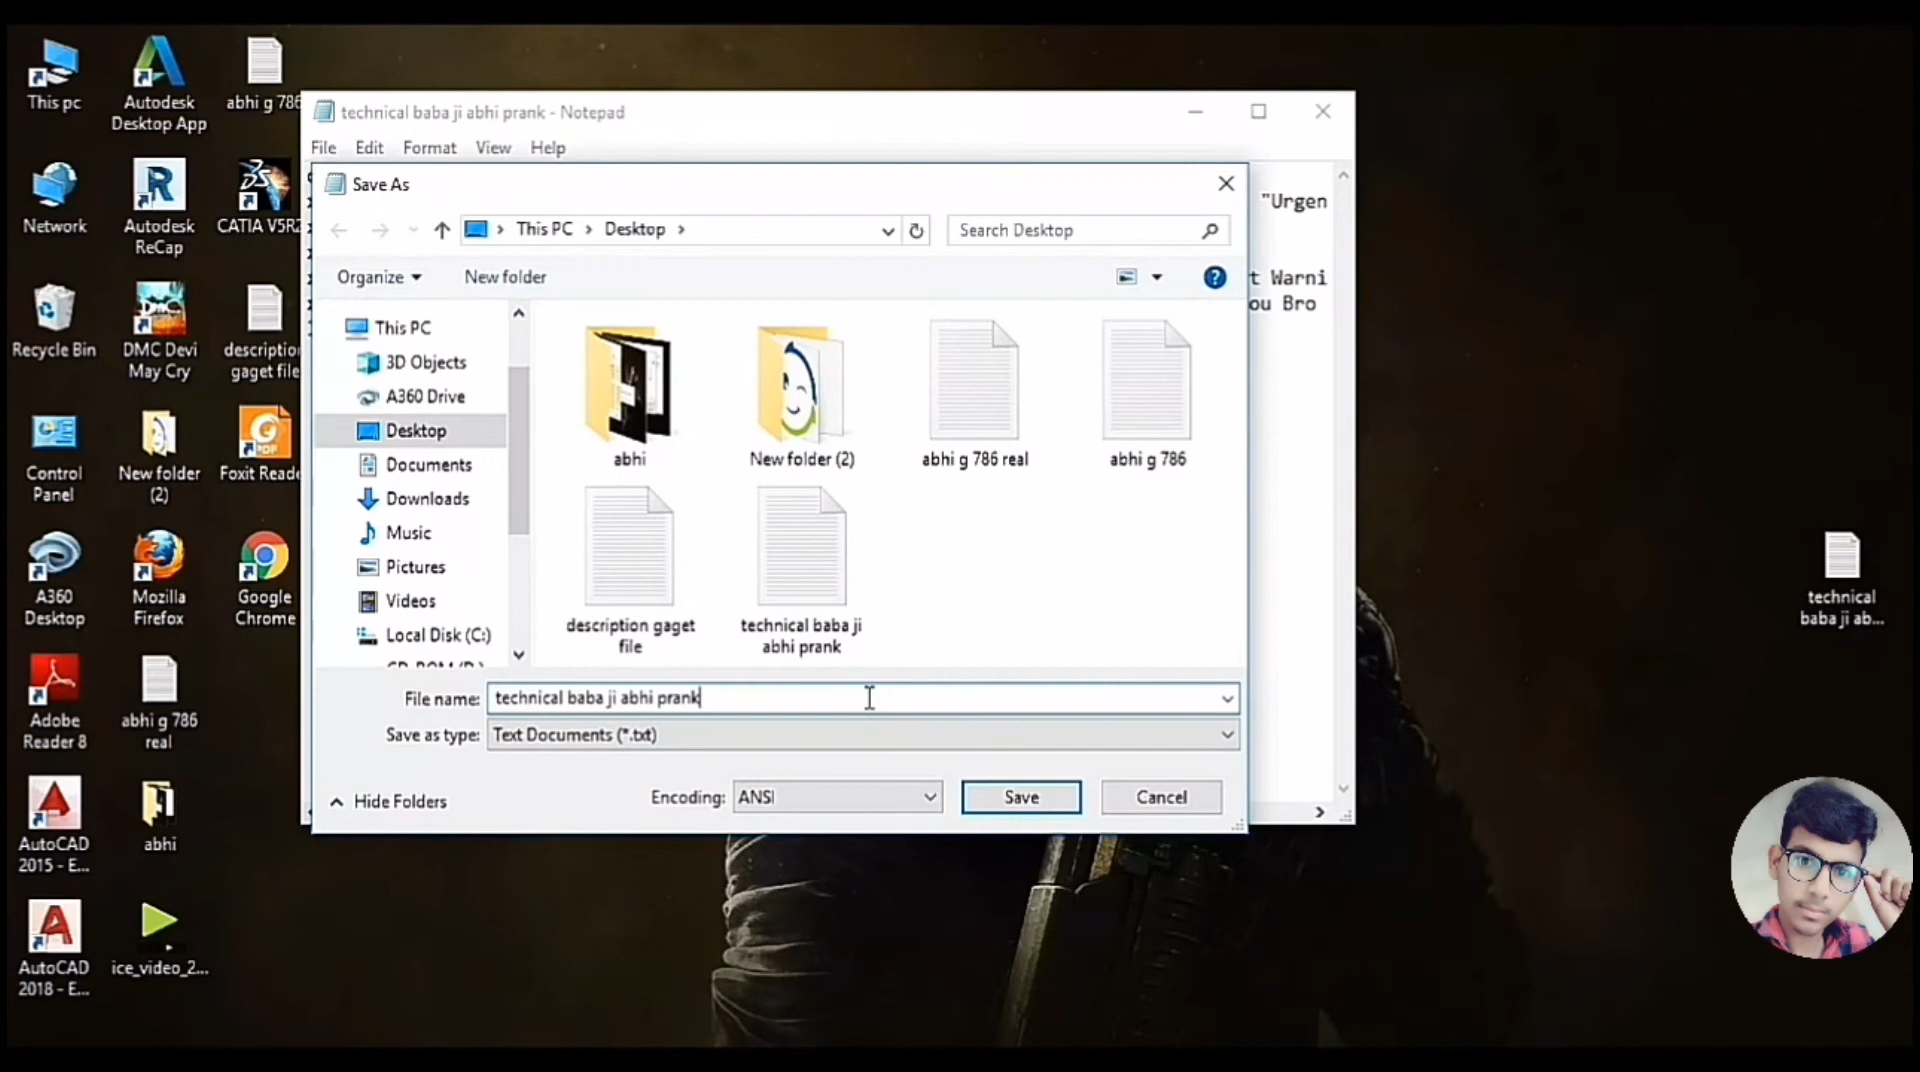 This pc
Autodesk
Desktop App
abhi g 786
Network
Autodesk
ReCap
CATIA V5R2
Recycle Bin
DMC Devi
May Cry
description
gaget file
Control
Panel
New folder
(2)
Foxit Reade
A360
Desktop
Mozilla
Firefox
Google
Chrome
Adobe
Reader 8
abhi g 786
real
AutoCAD
2015 - E...
abhi
AutoCAD
2018 - E...
ice_video_2...
technical baba ji abhi prank - Notepad
File Edit Format View Help
"Urgen
t Warni
ou Bro
Save As
This PC > Desktop >
Search Desktop
Organize
New folder
This PC
3D Objects
A360 Drive
Desktop
Documents
Downloads
Music
Pictures
Videos
Local Disk (C:)
abhi
New folder (2)
abhi g 786 real
abhi g 786
description gaget
file
technical baba ji
abhi prank
File name: technical baba ji abhi prank
Save as type: Text Documents (*.txt)
Hide Folders
Encoding: ANSI
Save
Cancel
technical
baba ji ab...